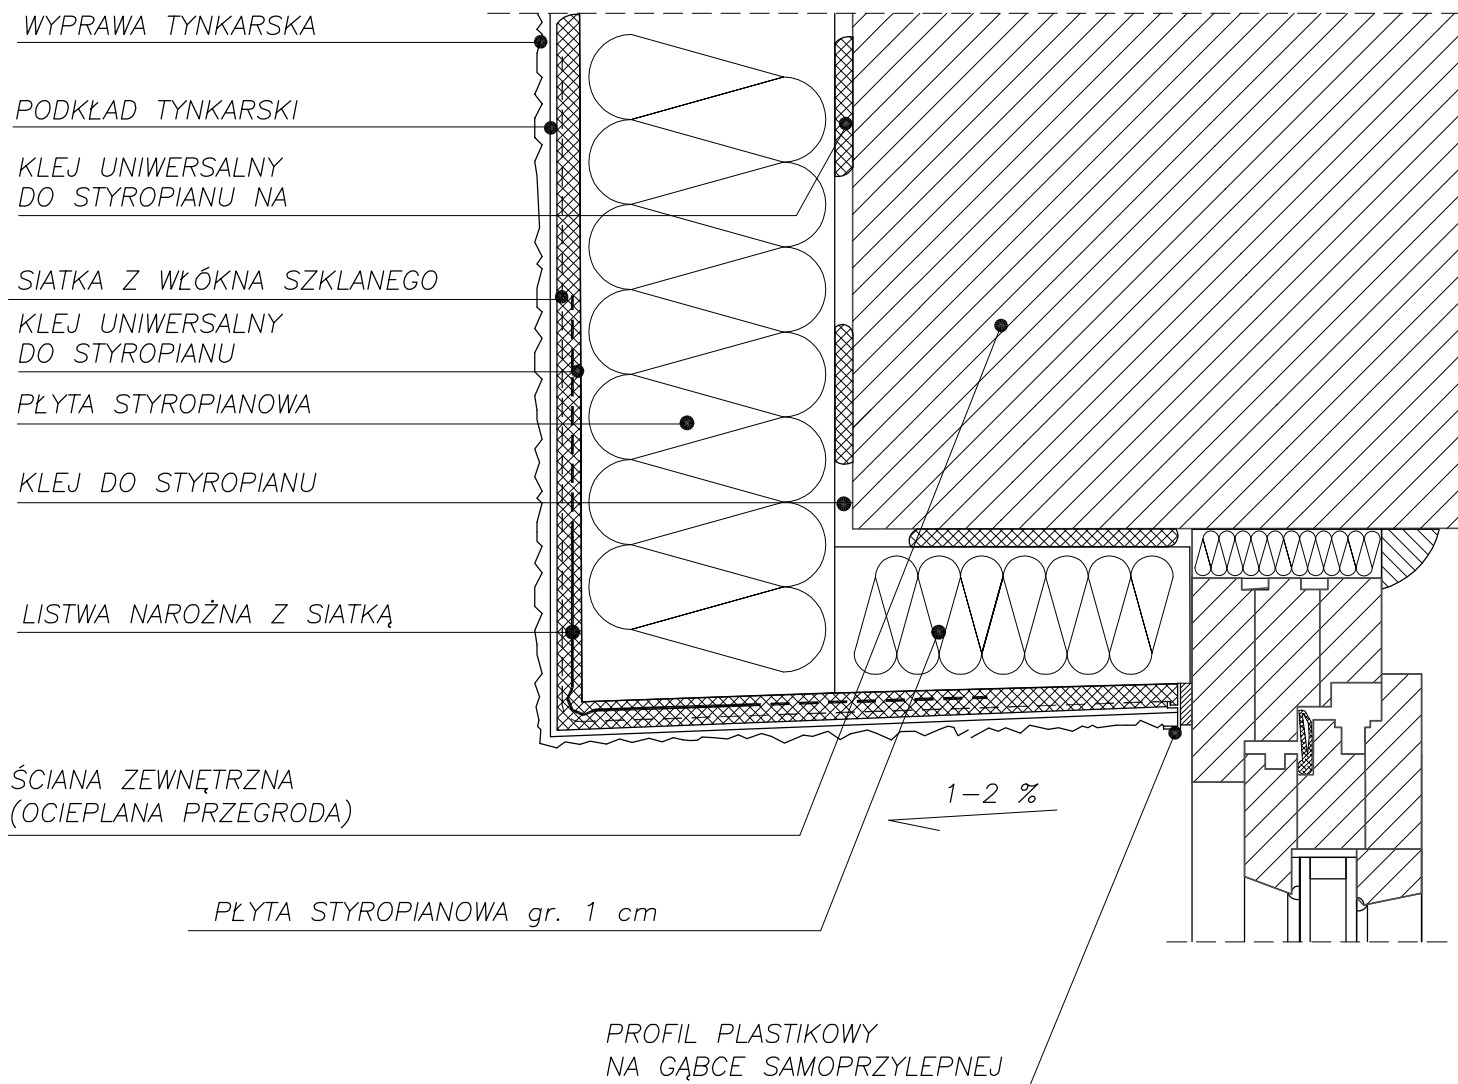 WYPRAWA TYNKARSKA
PODKŁAD TYNKARSKI
KLEJ UNIWERSALNY
DO STYROPIANU NA
SIATKA Z WŁÓKNA SZKLANEGO
KLEJ UNIWERSALNY
DO STYROPIANU
PŁYTA STYROPIANOWA
KLEJ DO STYROPIANU
LISTWA NAROŻNA Z SIATKĄ
ŚCIANA ZEWNĘTRZNA
(OCIEPLANA PRZEGRODA)
1-2 %
PŁYTA STYROPIANOWA gr. 1 cm
PROFIL PLASTIKOWY
NA GĄBCE SAMOPRZYLEPNEJ